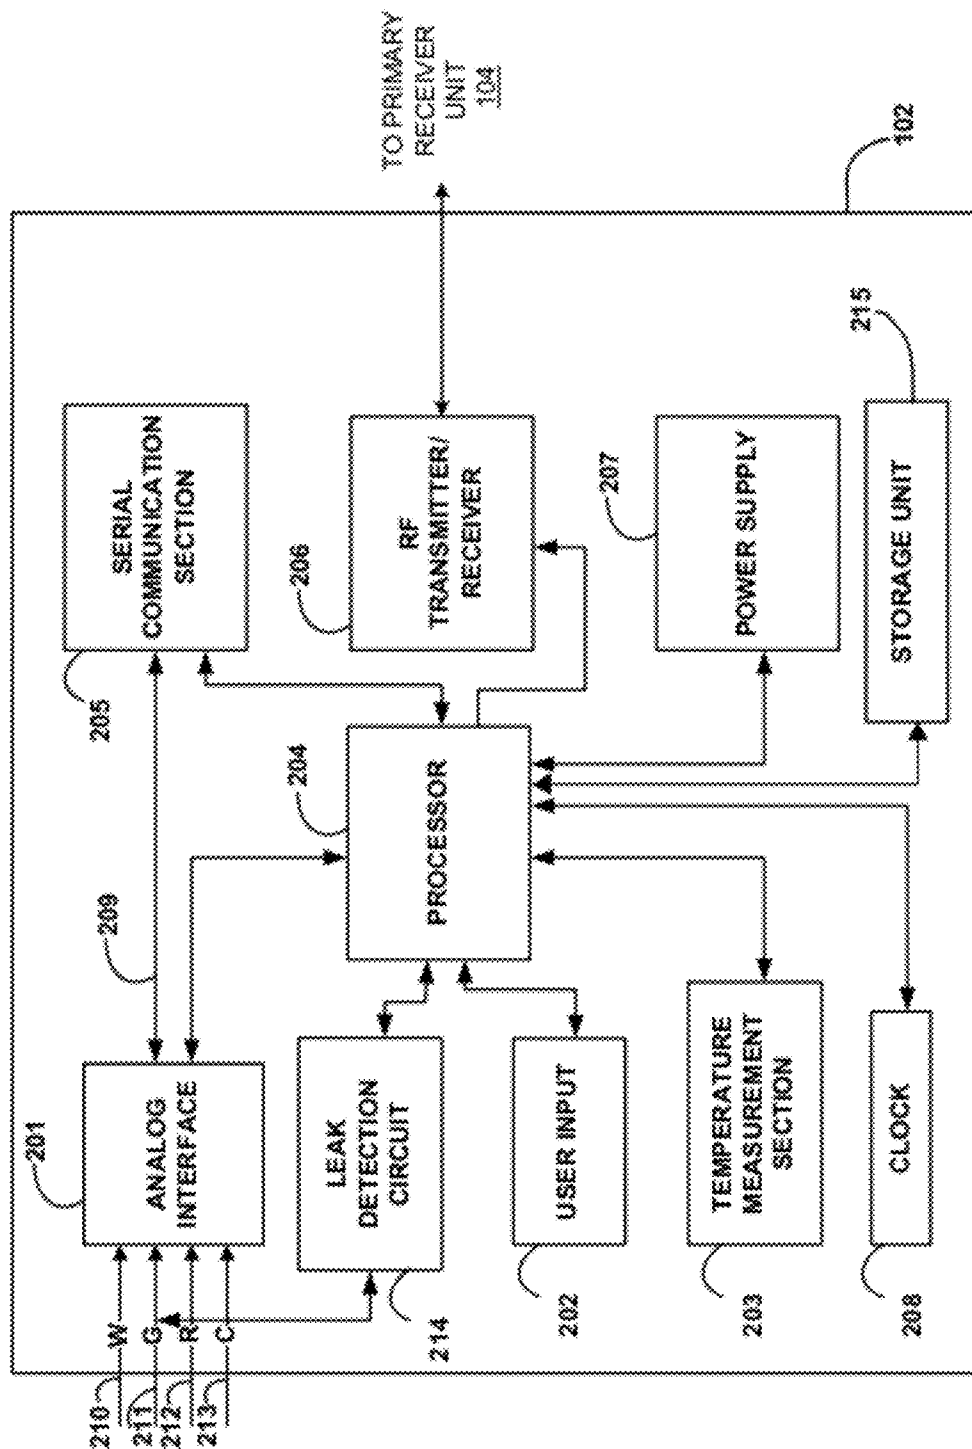 210
211
212
213
W
G
R
C
201
ANALOG
INTERFACE
209
205
SERIAL
COMMUNICATION
SECTION
214
LEAK
DETECTION
CIRCUIT
204
PROCESSOR
206
RF
TRANSMITTER/
RECEIVER
TO PRIMARY
RECEIVER
UNIT
104
202
USER INPUT
207
POWER SUPPLY
203
TEMPERATURE
MEASUREMENT
SECTION
208
CLOCK
STORAGE UNIT
215
102